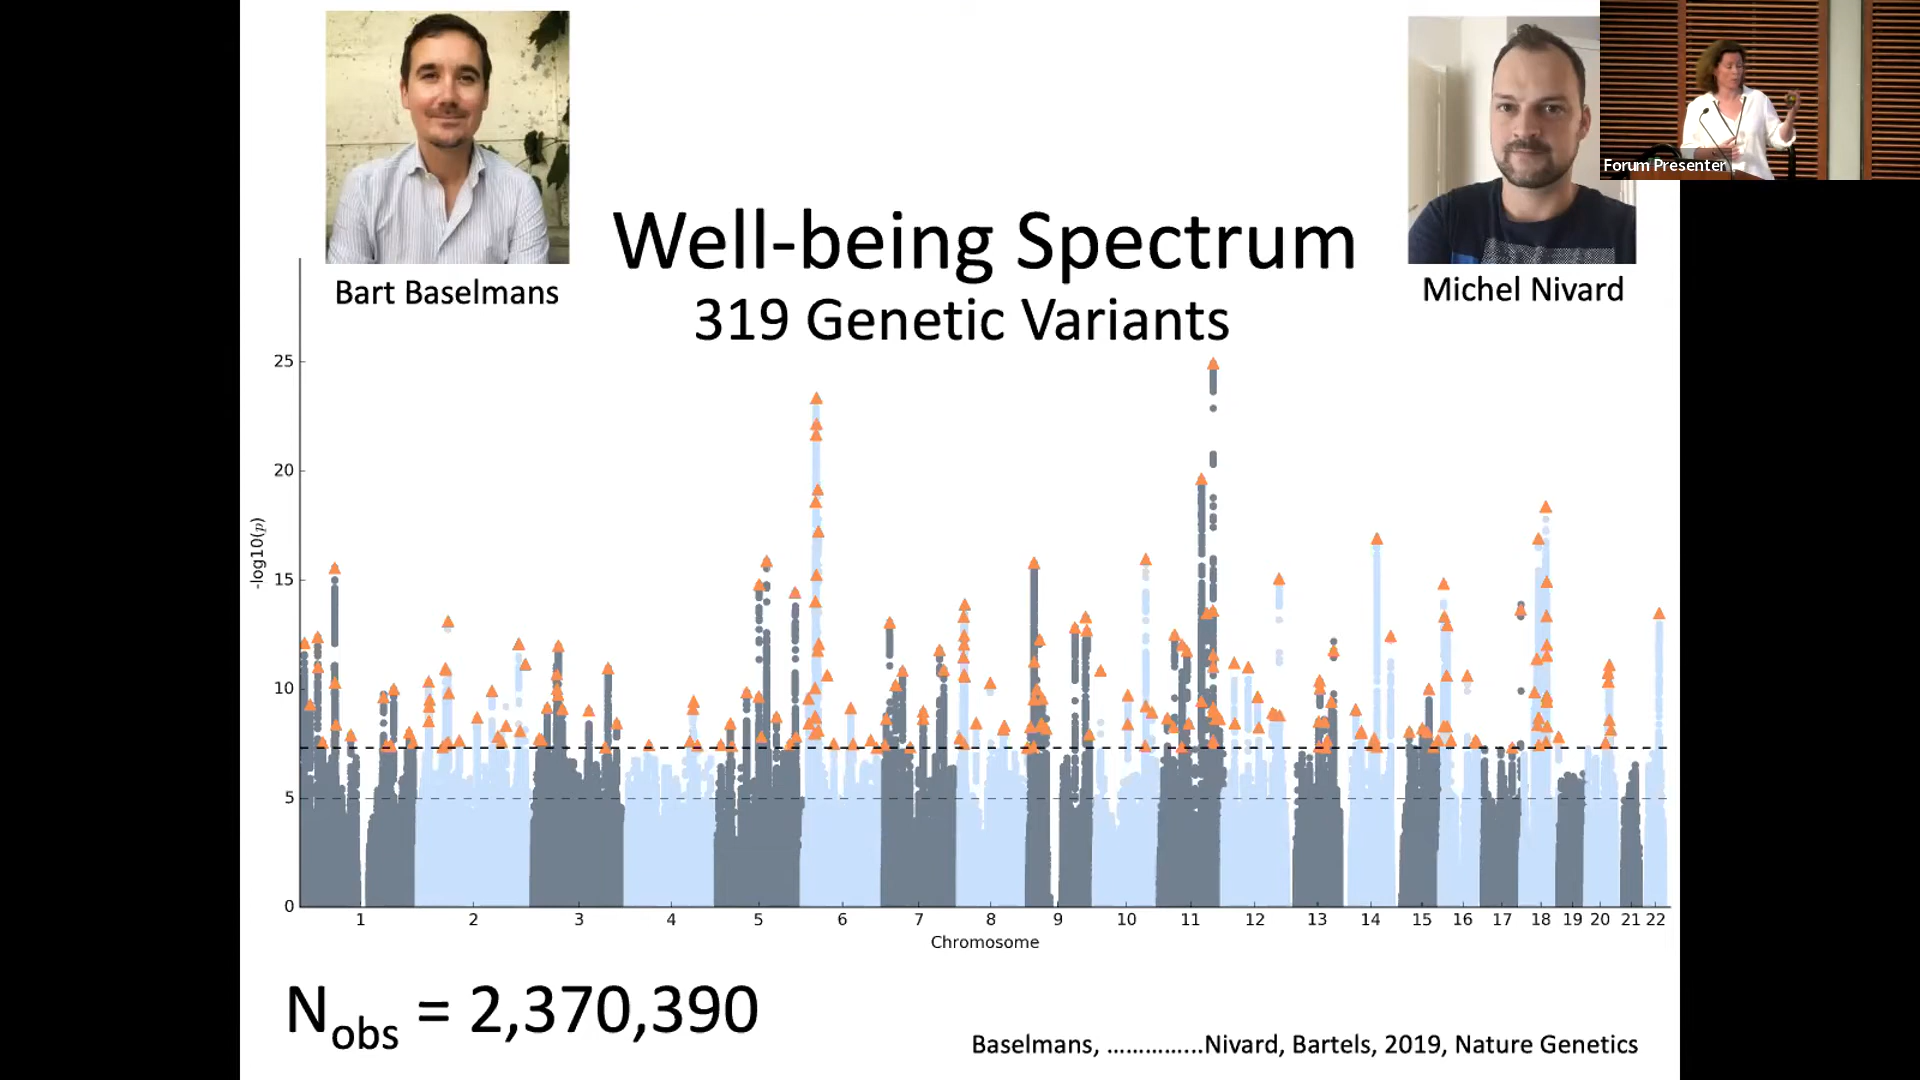 Forum Presenter
Bart Baselmans
Michel Nivard
Well-being Spectrum
319 Genetic Variants
25
20
15
10
5
0
-log10(p)
1 2 3 4 5 6 7 8 9 10 11 12 13 14 15 16 17 18 19 20 21 22
Chromosome
Nobs = 2,370,390
Baselmans, …………...Nivard, Bartels, 2019, Nature Genetics